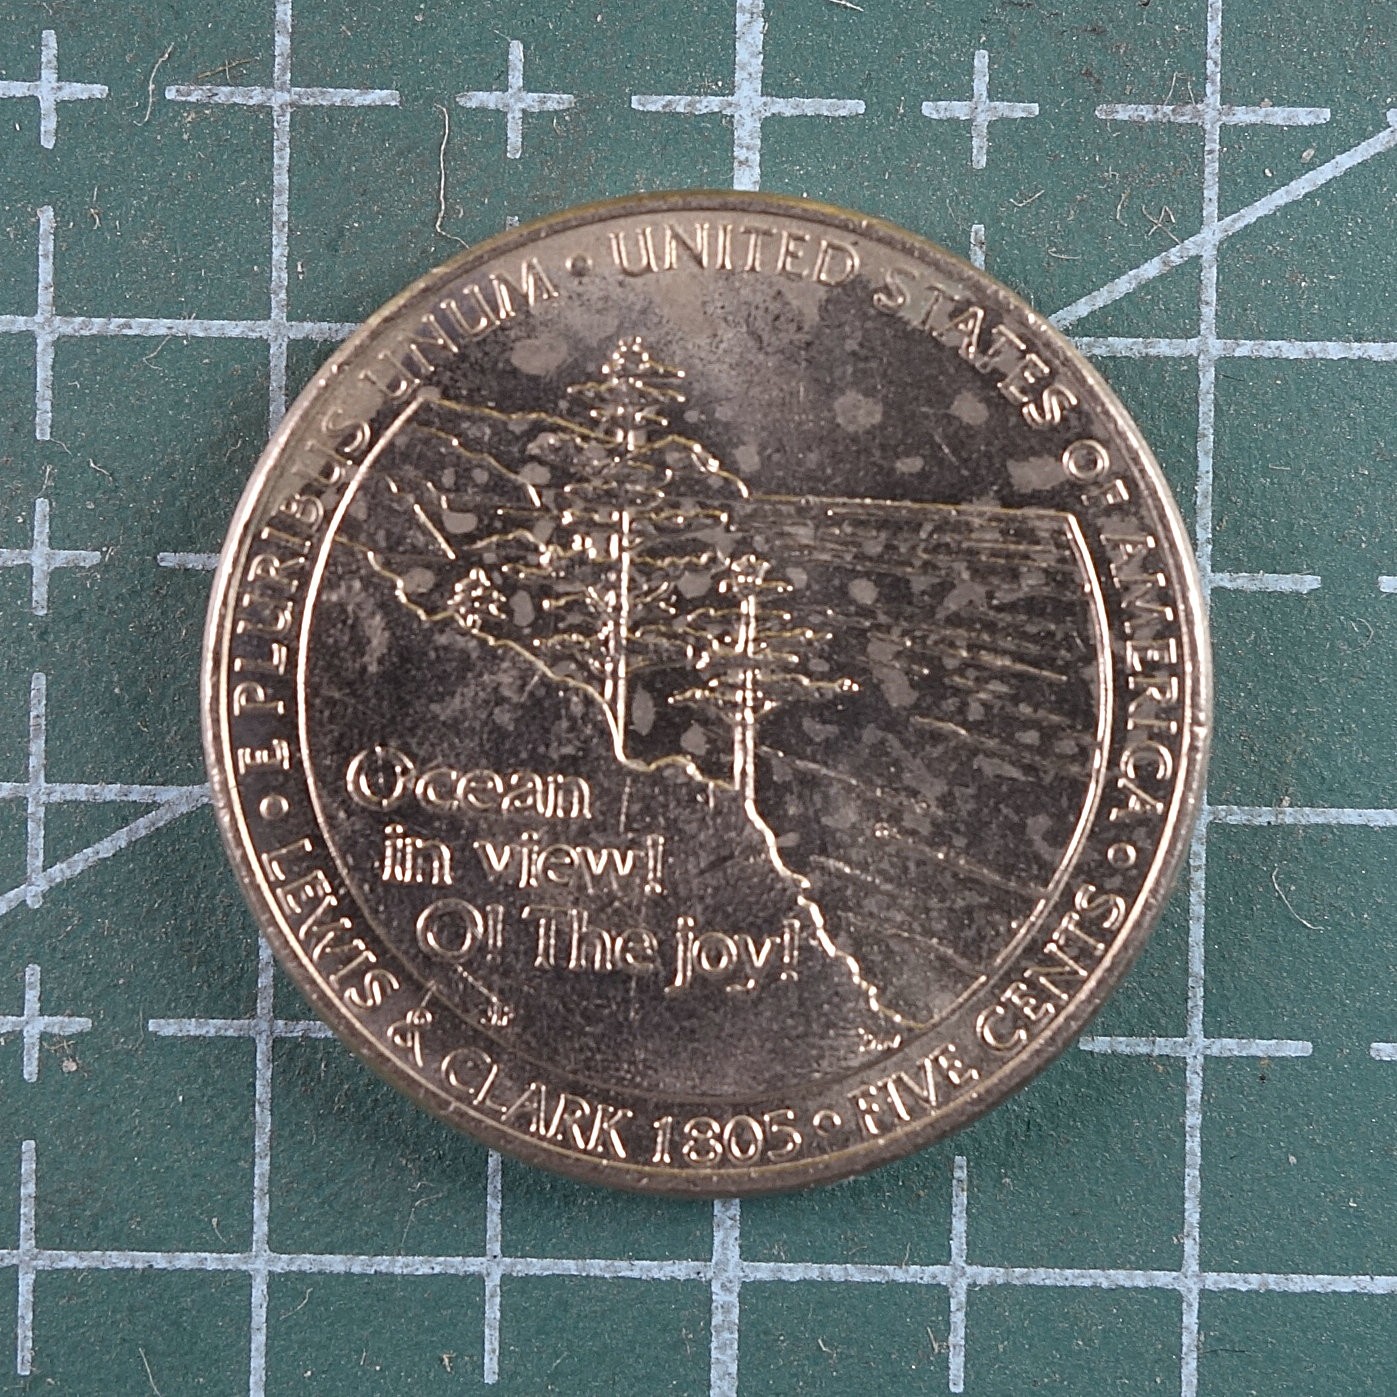 E PLURIBUS UNUM · UNITED STATES OF AMERICA ·
Ocean
in view!
O! The joy!
LEWIS & CLARK 1805 · FIVE CENTS